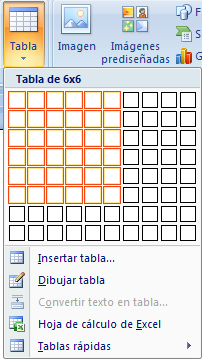 Tabla
Imagen
Imágenes
prediseñadas
Tabla de 6x6
Insertar tabla...
Dibujar tabla
Convertir texto en tabla...
Hoja de cálculo de Excel
Tablas rápidas